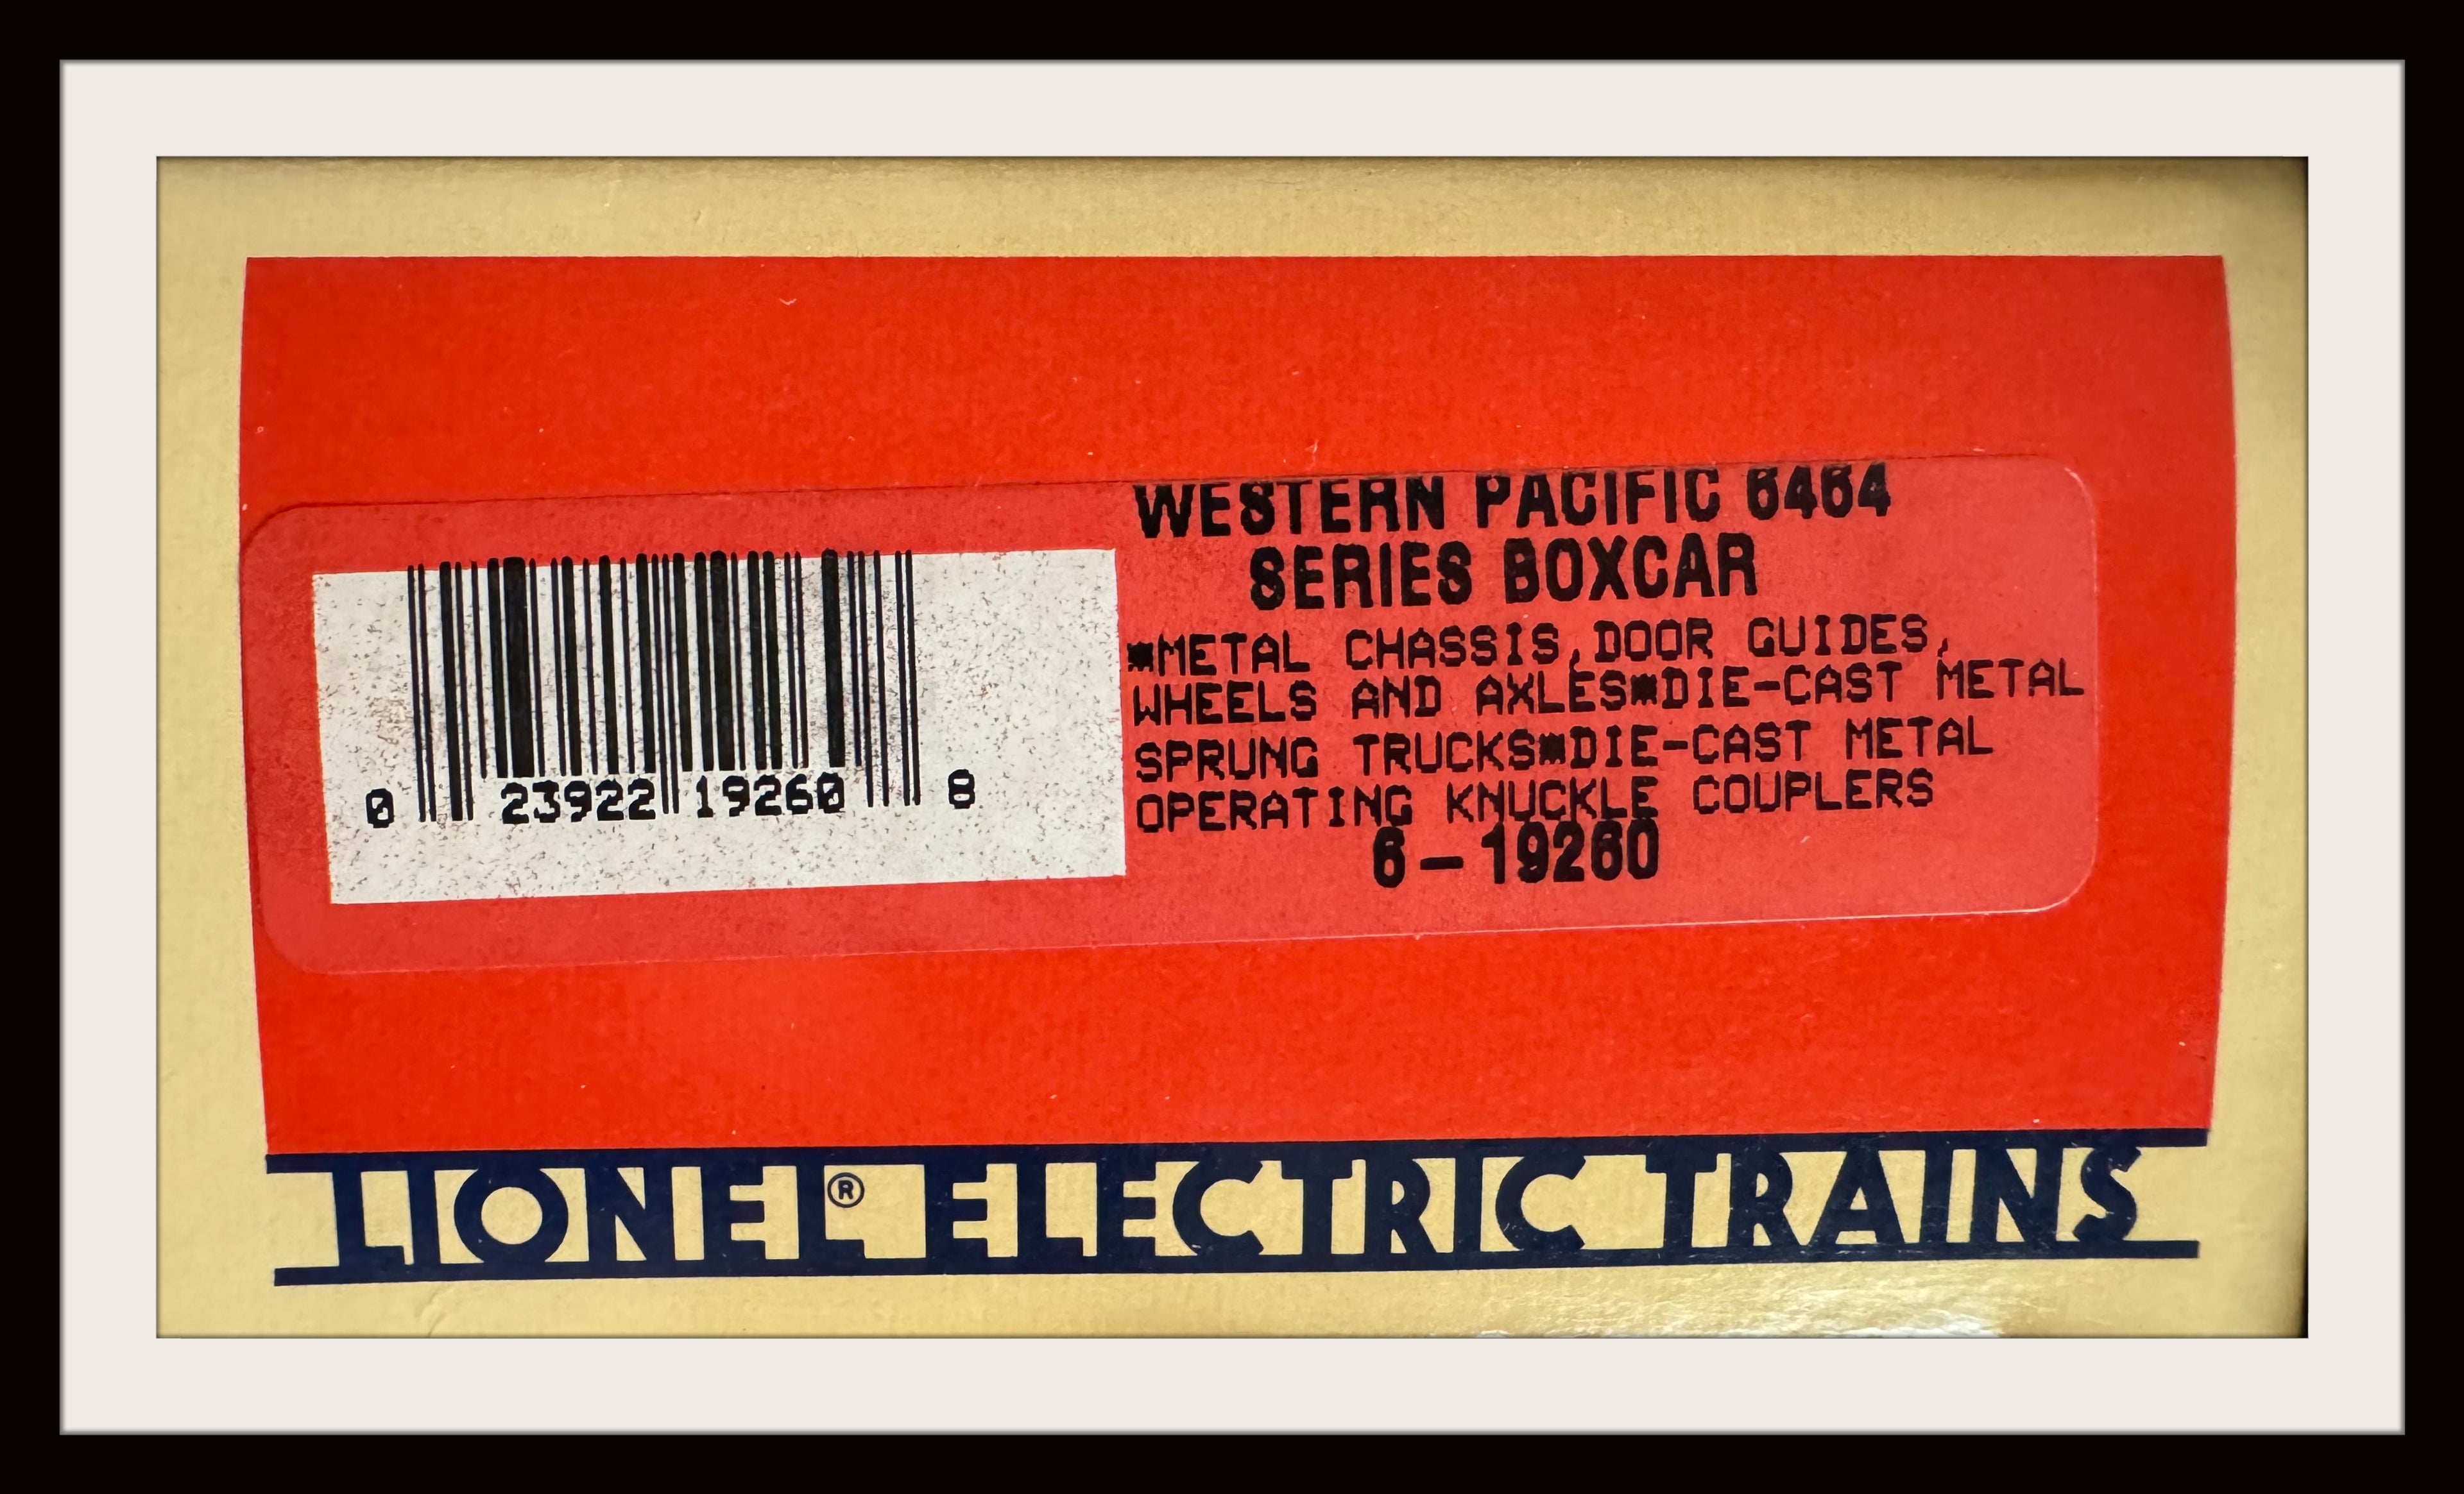 WESTERN PACIFIC 6464
SERIES BOXCAR
*METAL CHASSIS,DOOR GUIDES,
WHEELS AND AXLES*DIE-CAST METAL
SPRUNG TRUCKS*DIE-CAST METAL
OPERATING KNUCKLE COUPLERS
6-19260
0 23922 19260 8
LIONEL® ELECTRIC TRAINS